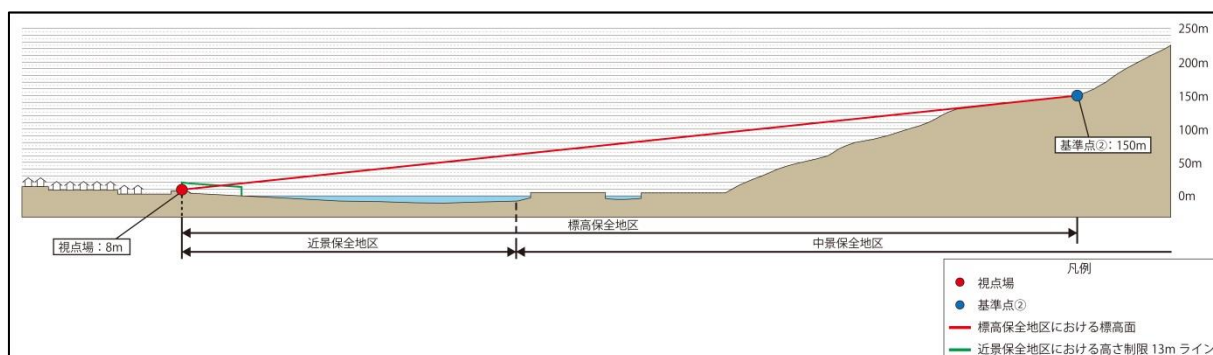 250m
200m
150m
100m
基準点②：150m
50m
0m
標高保全地区
視点場：8m
近景保全地区
中景保全地区
凡例
視点場
基準点②
標高保全地区における標高面
近景保全地区における高さ制限 13m ライン